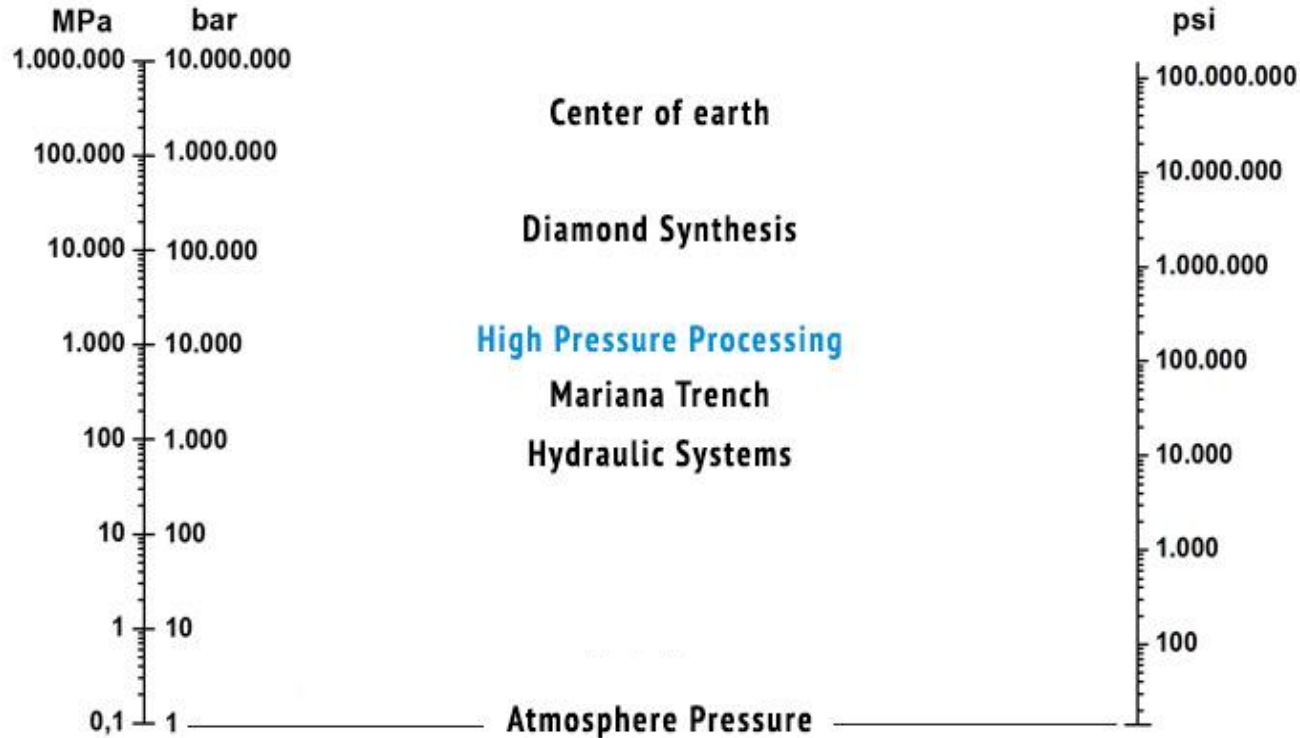 MPa bar psi
1.000.000 10.000.000
100.000.000
Center of earth
100.000 1.000.000
10.000.000
Diamond Synthesis
10.000 100.000
1.000.000
High Pressure Processing
1.000 10.000
100.000
Mariana Trench
100 1.000
Hydraulic Systems
10.000
10 100
1.000
1 10
100
0,1 1 Atmosphere Pressure